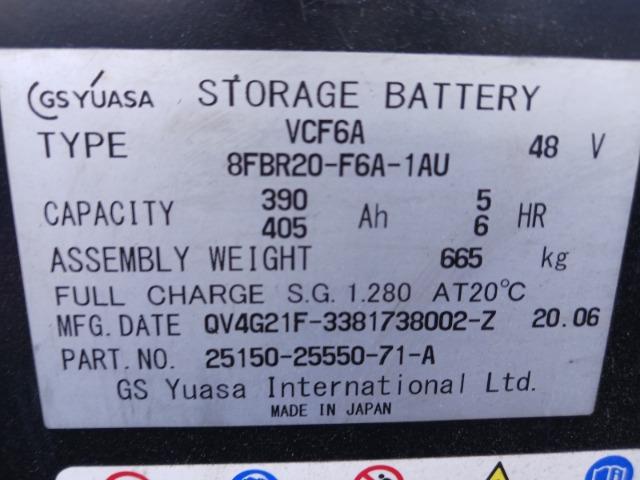 GS YUASA STORAGE BATTERY
TYPE VCF6A 48 V
8FBR20-F6A-1AU
CAPACITY 390 Ah 5 HR
405 6
ASSEMBLY WEIGHT 665 kg
FULL CHARGE S.G. 1.280 AT20°C
MFG. DATE QV4G21F-3381738002-Z 20.06
PART. NO. 25150-25550-71-A
GS Yuasa International Ltd.
MADE IN JAPAN